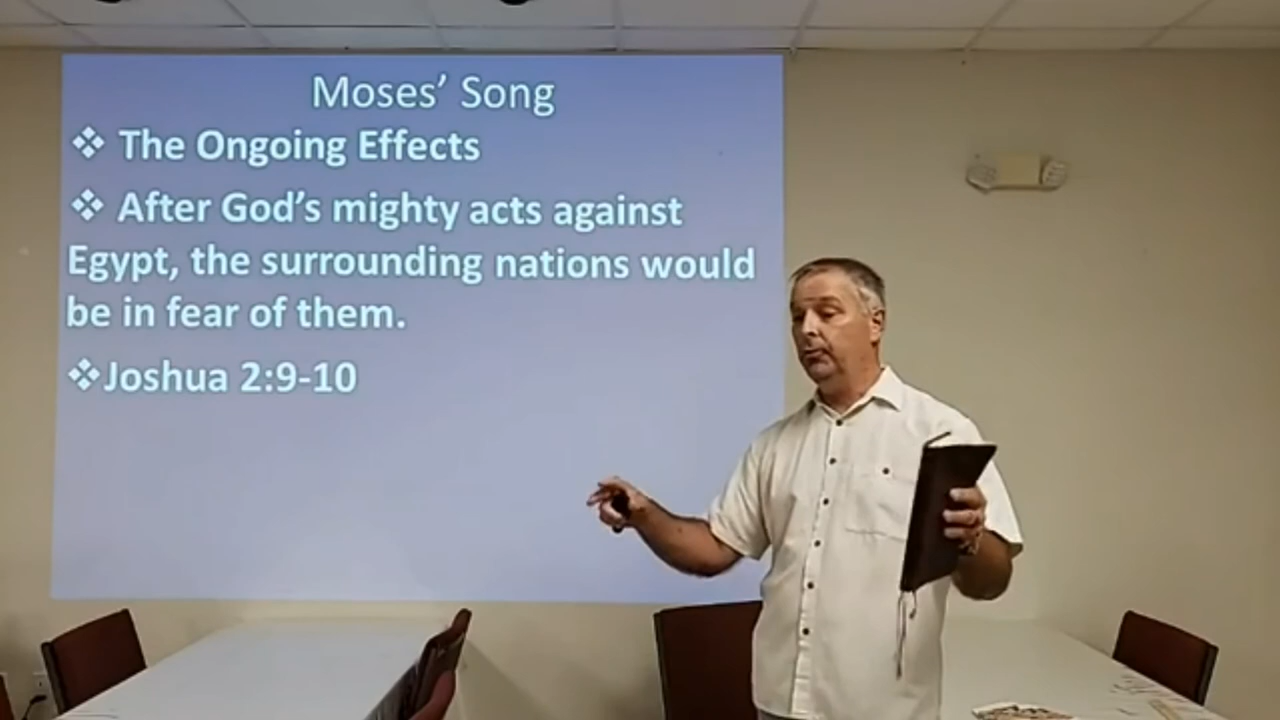 Moses' Song
❖ The Ongoing Effects
❖ After God's mighty acts against
Egypt, the surrounding nations would
be in fear of them.
❖Joshua 2:9-10